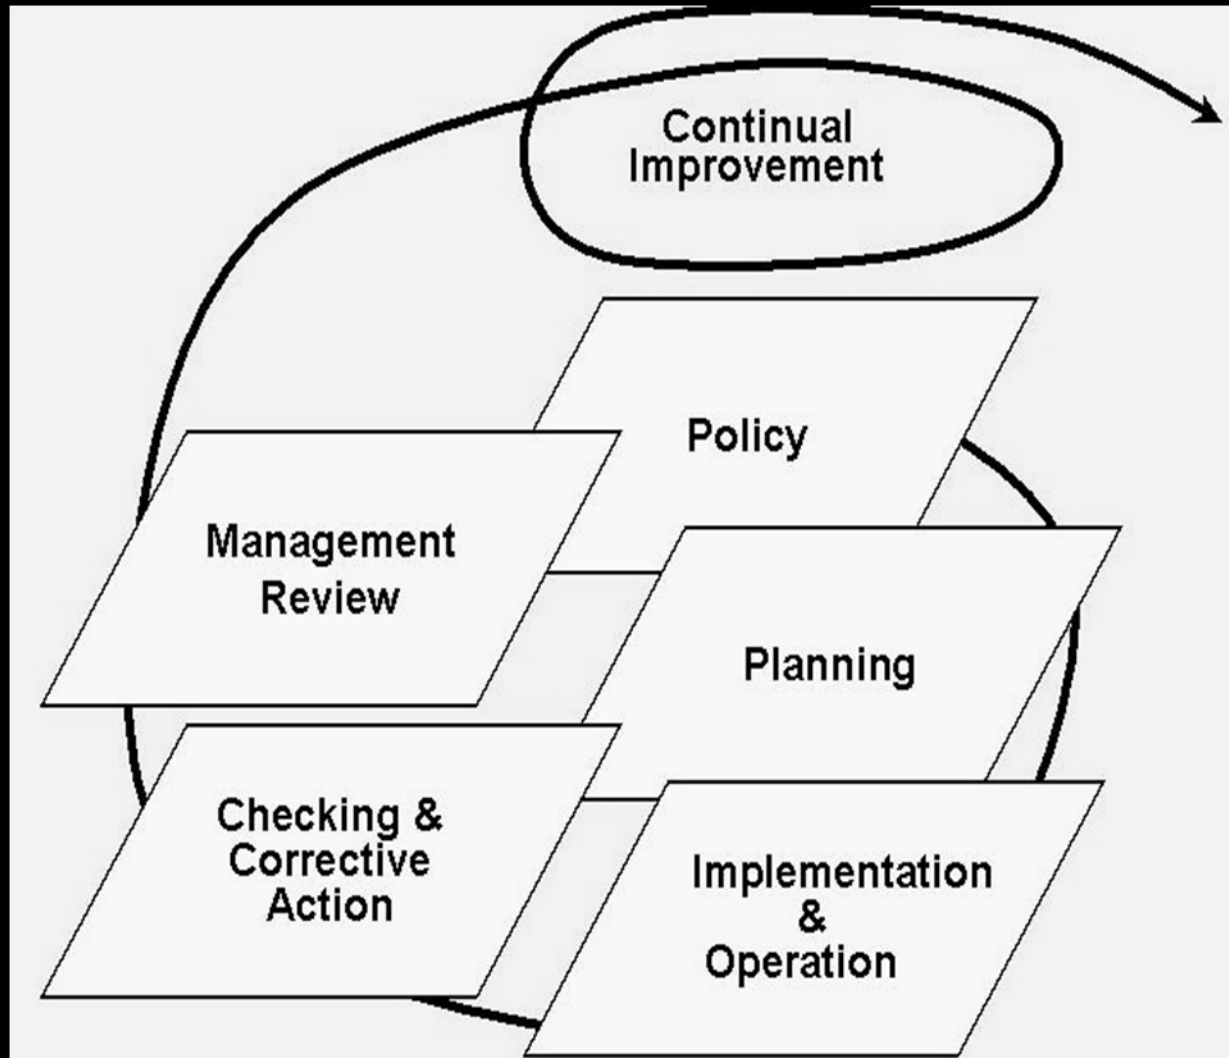 Continual
Improvement
Policy
Management
Review
Planning
Checking &
Corrective
Action
Implementation
&
Operation